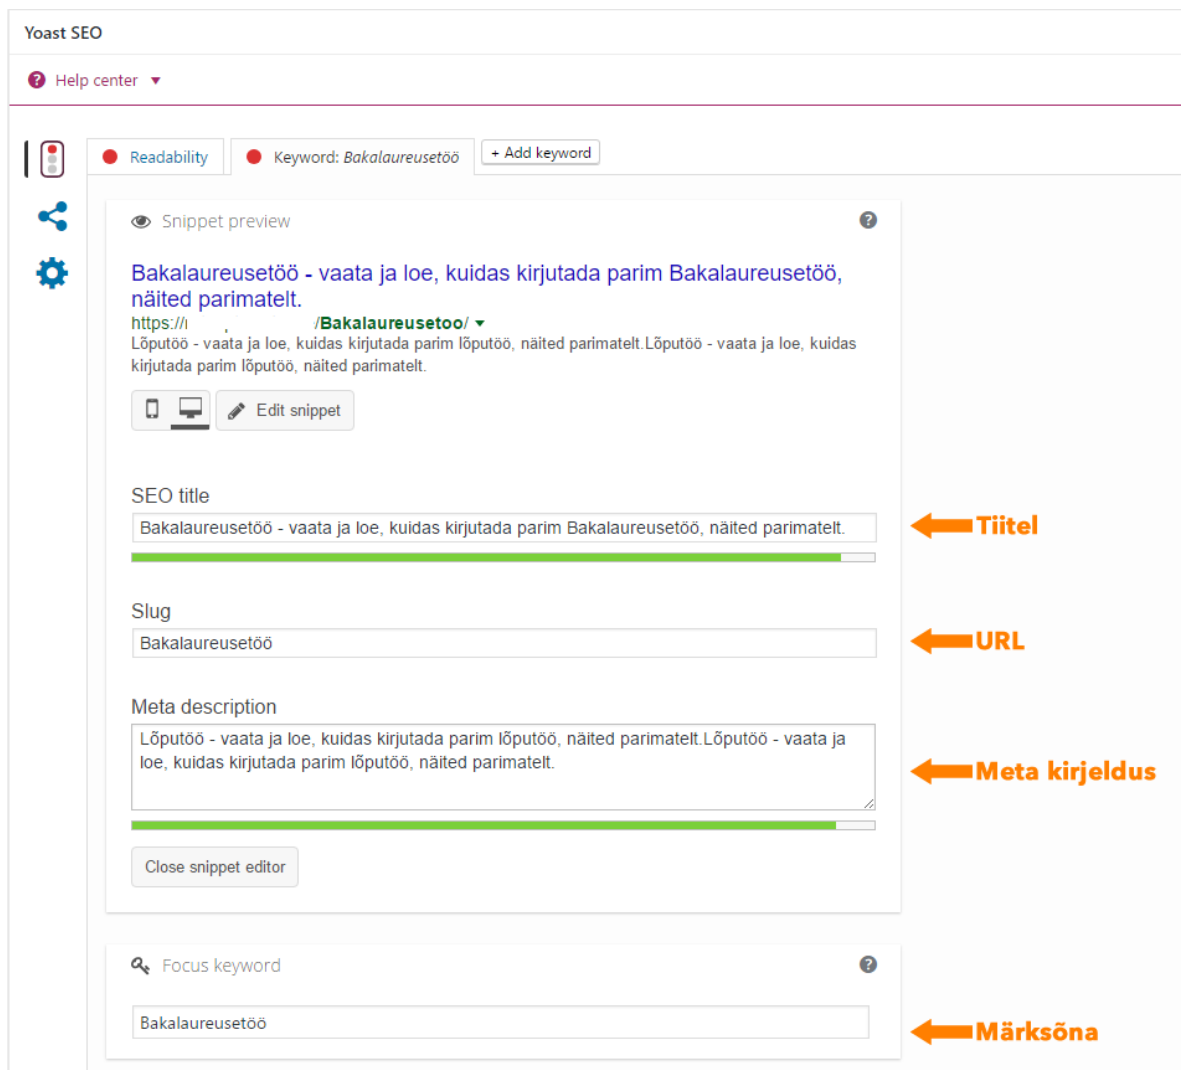 Yoast SEO
Help center
Readability
Keyword: Bakalaureusetöö
+ Add keyword
Snippet preview
Bakalaureusetöö - vaata ja loe, kuidas kirjutada parim Bakalaureusetöö,
näited parimatelt.
https:// /Bakalaureusetoo/
Lõputöö - vaata ja loe, kuidas kirjutada parim lõputöö, näited parimatelt.Lõputöö - vaata ja loe, kuidas
kirjutada parim lõputöö, näited parimatelt.
Edit snippet
SEO title
Bakalaureusetöö - vaata ja loe, kuidas kirjutada parim Bakalaureusetöö, näited parimatelt.
Tiitel
Slug
Bakalaureusetöö
URL
Meta description
Lõputöö - vaata ja loe, kuidas kirjutada parim lõputöö, näited parimatelt.Lõputöö - vaata ja
loe, kuidas kirjutada parim lõputöö, näited parimatelt.
Meta kirjeldus
Close snippet editor
Focus keyword
Bakalaureusetöö
Märksõna